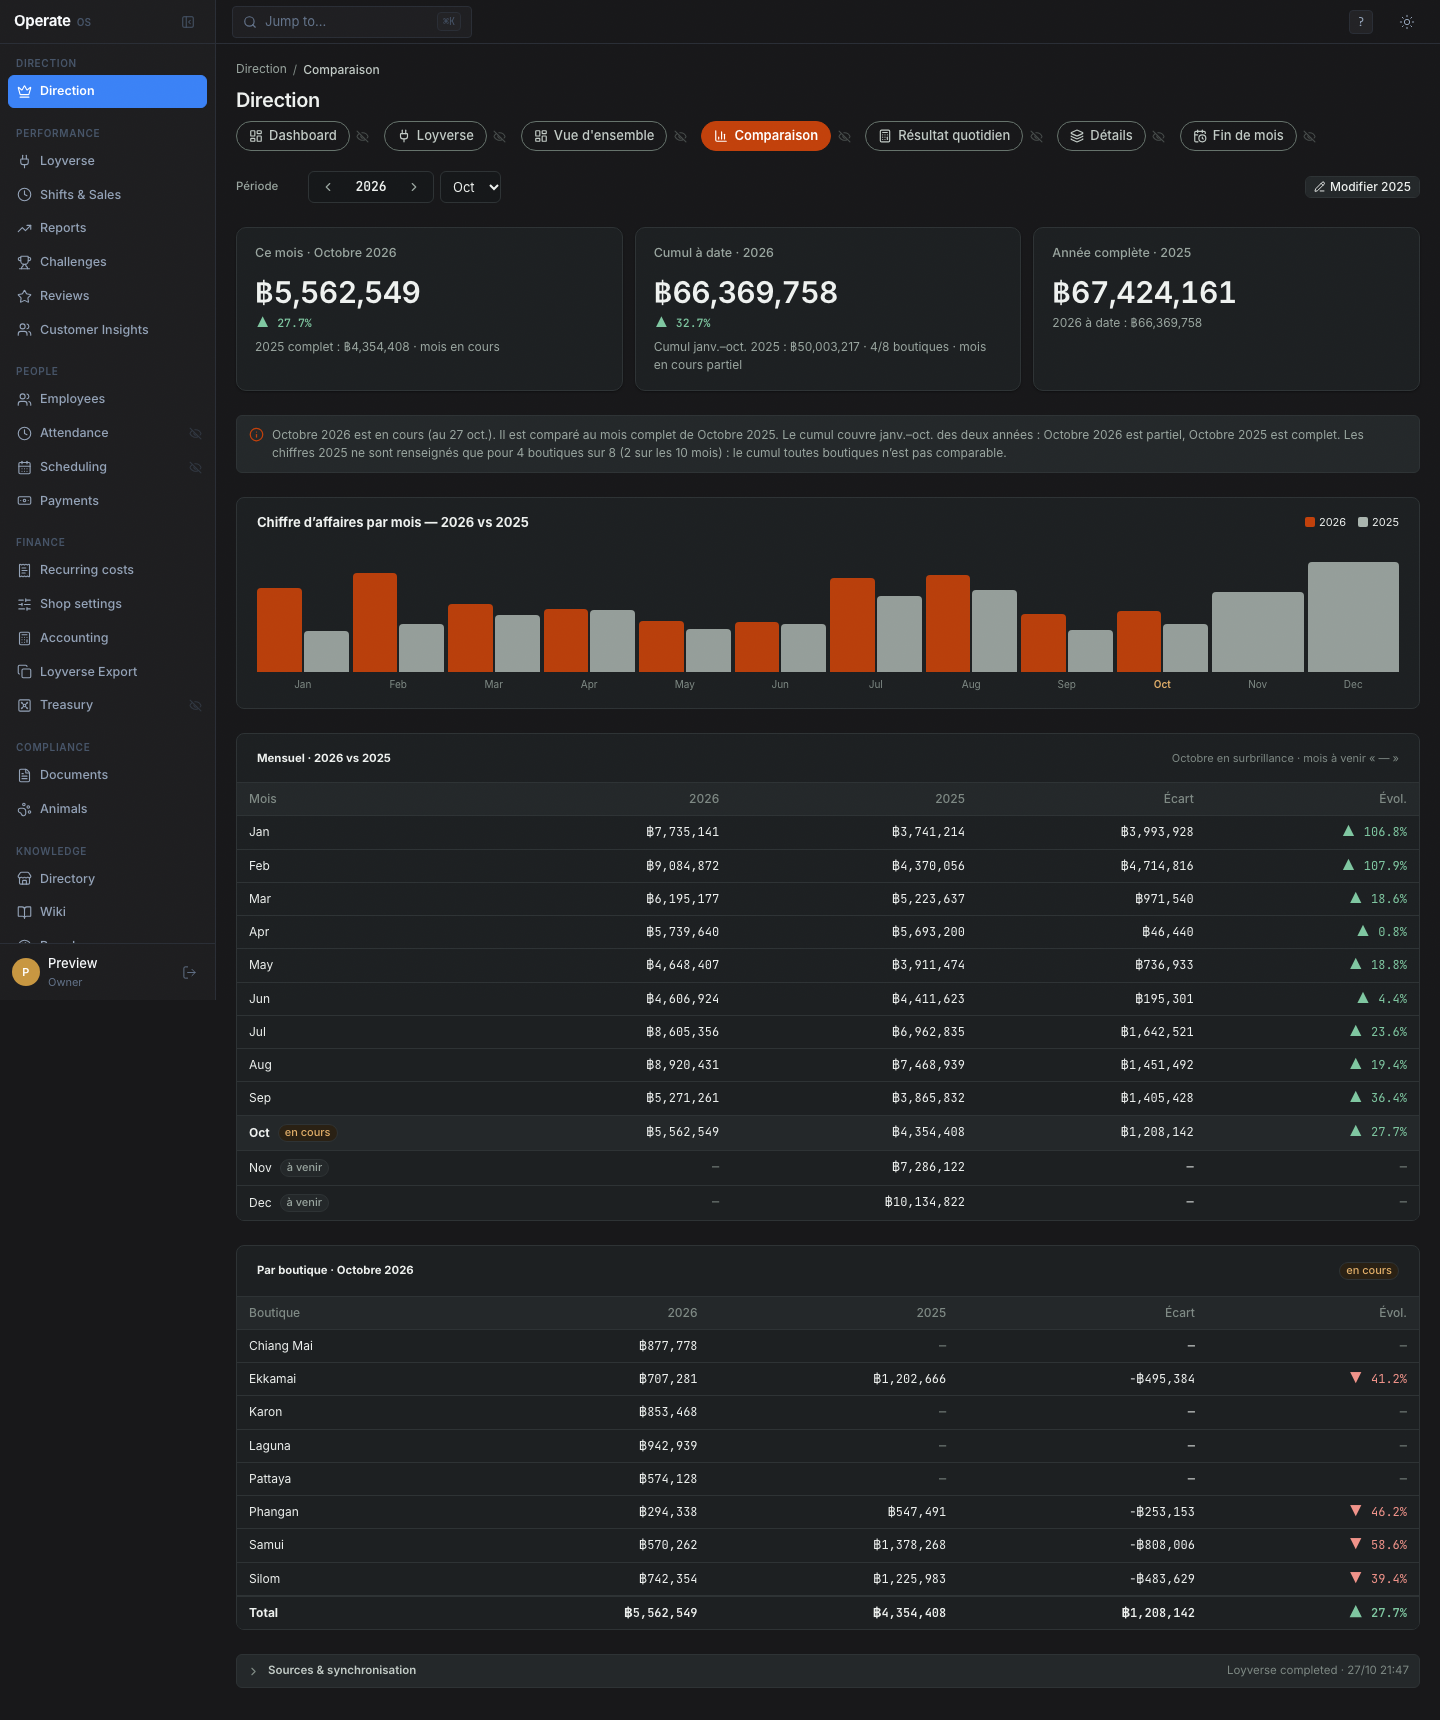 Operate OS
Jump to...
⌘K
?
DIRECTION
Direction
PERFORMANCE
Loyverse
Shifts & Sales
Reports
Challenges
Reviews
Customer Insights
PEOPLE
Employees
Attendance
Scheduling
Payments
FINANCE
Recurring costs
Shop settings
Accounting
Loyverse Export
Treasury
COMPLIANCE
Documents
Animals
KNOWLEDGE
Directory
Wiki
P
Preview
Owner
Direction / Comparaison
Direction
Dashboard Loyverse Vue d'ensemble Comparaison Résultat quotidien Détails Fin de mois
Période 2026 Oct Modifier 2025
Ce mois · Octobre 2026
฿5,562,549
▲ 27.7%
2025 complet : ฿4,354,408 · mois en cours
Cumul à date · 2026
฿66,369,758
▲ 32.7%
Cumul janv.–oct. 2025 : ฿50,003,217 · 4/8 boutiques · mois
en cours partiel
Année complète · 2025
฿67,424,161
2026 à date : ฿66,369,758
Octobre 2026 est en cours (au 27 oct.). Il est comparé au mois complet de Octobre 2025. Le cumul couvre janv.–oct. des deux années : Octobre 2026 est partiel, Octobre 2025 est complet. Les
chiffres 2025 ne sont renseignés que pour 4 boutiques sur 8 (2 sur les 10 mois) : le cumul toutes boutiques n’est pas comparable.
Chiffre d’affaires par mois — 2026 vs 2025
2026 2025
Jan Feb Mar Apr May Jun Jul Aug Sep Oct Nov Dec
Mensuel · 2026 vs 2025
Octobre en surbrillance · mois à venir « — »
Mois 2026 2025 Écart Évol.
Jan ฿7,735,141 ฿3,741,214 ฿3,993,928 ▲ 106.8%
Feb ฿9,084,872 ฿4,370,056 ฿4,714,816 ▲ 107.9%
Mar ฿6,195,177 ฿5,223,637 ฿971,540 ▲ 18.6%
Apr ฿5,739,640 ฿5,693,200 ฿46,440 ▲ 0.8%
May ฿4,648,407 ฿3,911,474 ฿736,933 ▲ 18.8%
Jun ฿4,606,924 ฿4,411,623 ฿195,301 ▲ 4.4%
Jul ฿8,605,356 ฿6,962,835 ฿1,642,521 ▲ 23.6%
Aug ฿8,920,431 ฿7,468,939 ฿1,451,492 ▲ 19.4%
Sep ฿5,271,261 ฿3,865,832 ฿1,405,428 ▲ 36.4%
Oct en cours ฿5,562,549 ฿4,354,408 ฿1,208,142 ▲ 27.7%
Nov à venir — ฿7,286,122 — —
Dec à venir — ฿10,134,822 — —
Par boutique · Octobre 2026
en cours
Boutique 2026 2025 Écart Évol.
Chiang Mai ฿877,778 — — —
Ekkamai ฿707,281 ฿1,202,666 -฿495,384 ▼ 41.2%
Karon ฿853,468 — — —
Laguna ฿942,939 — — —
Pattaya ฿574,128 — — —
Phangan ฿294,338 ฿547,491 -฿253,153 ▼ 46.2%
Samui ฿570,262 ฿1,378,268 -฿808,006 ▼ 58.6%
Silom ฿742,354 ฿1,225,983 -฿483,629 ▼ 39.4%
Total ฿5,562,549 ฿4,354,408 ฿1,208,142 ▲ 27.7%
Sources & synchronisation
Loyverse completed · 27/10 21:47